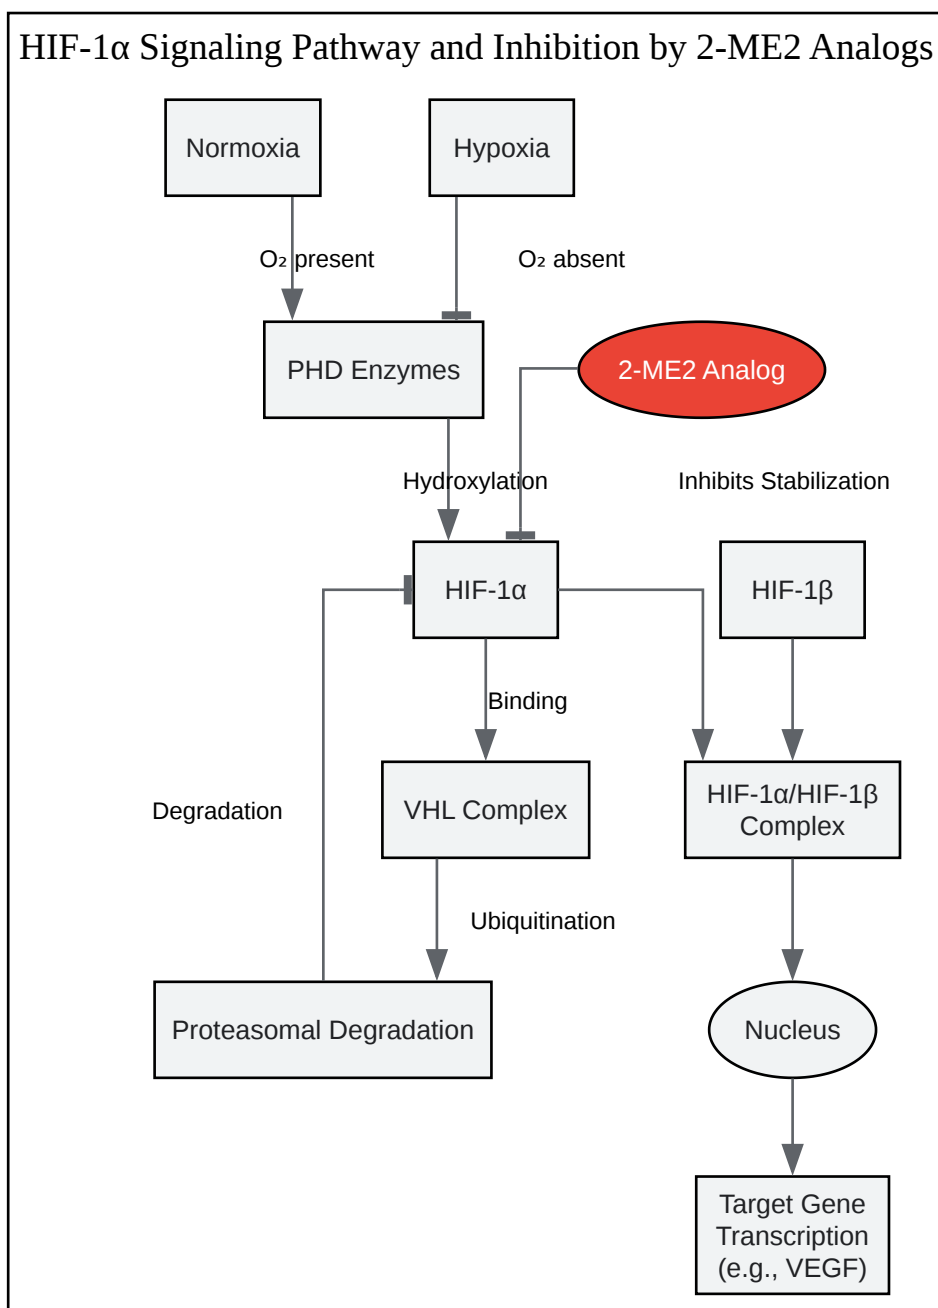 HIF-1α Signaling Pathway and Inhibition by 2-ME2 Analogs
Normoxia
Hypoxia
O₂ present
O₂ absent
PHD Enzymes
2-ME2 Analog
Hydroxylation
Inhibits Stabilization
HIF-1α
HIF-1β
Binding
Degradation
VHL Complex
HIF-1α/HIF-1β
Complex
Ubiquitination
Proteasomal Degradation
Nucleus
Target Gene
Transcription
(e.g., VEGF)